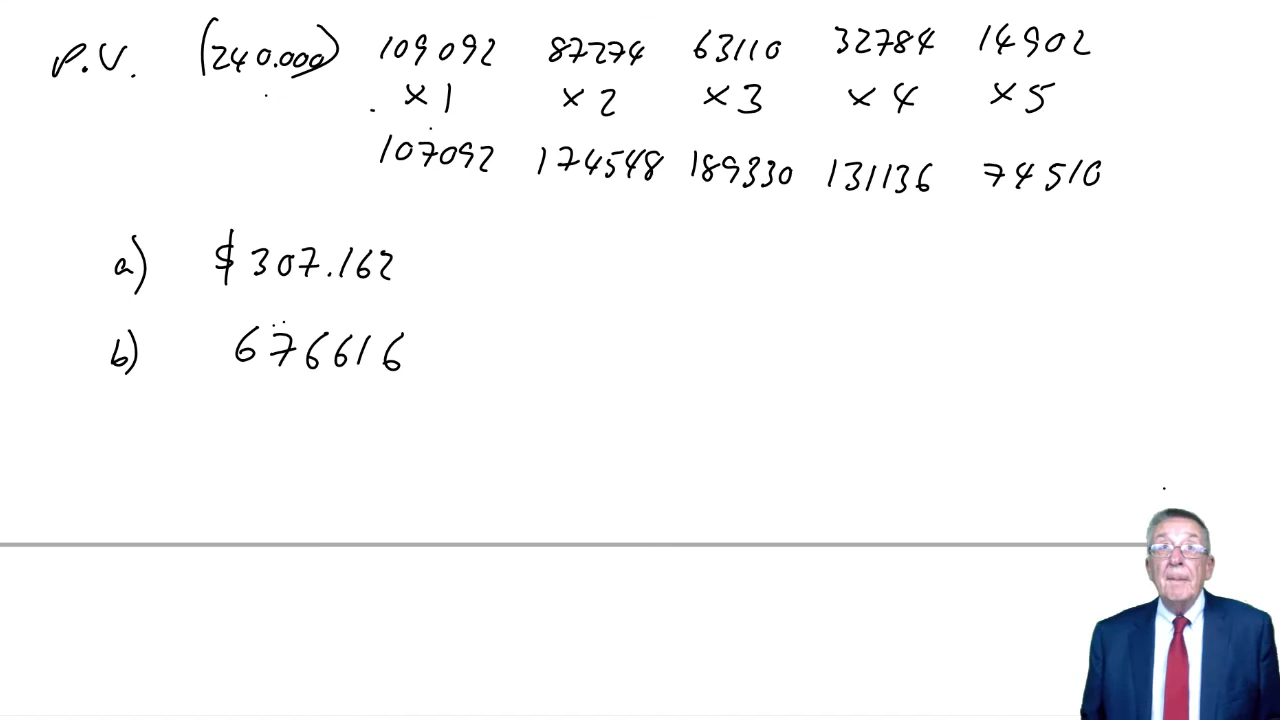 P.V. (240.000) 109092 87274 63110 32784 14902
× 1 × 2 × 3 × 4 × 5
107092 174548 189330 131136 74510
a) $307.162
b) 676616